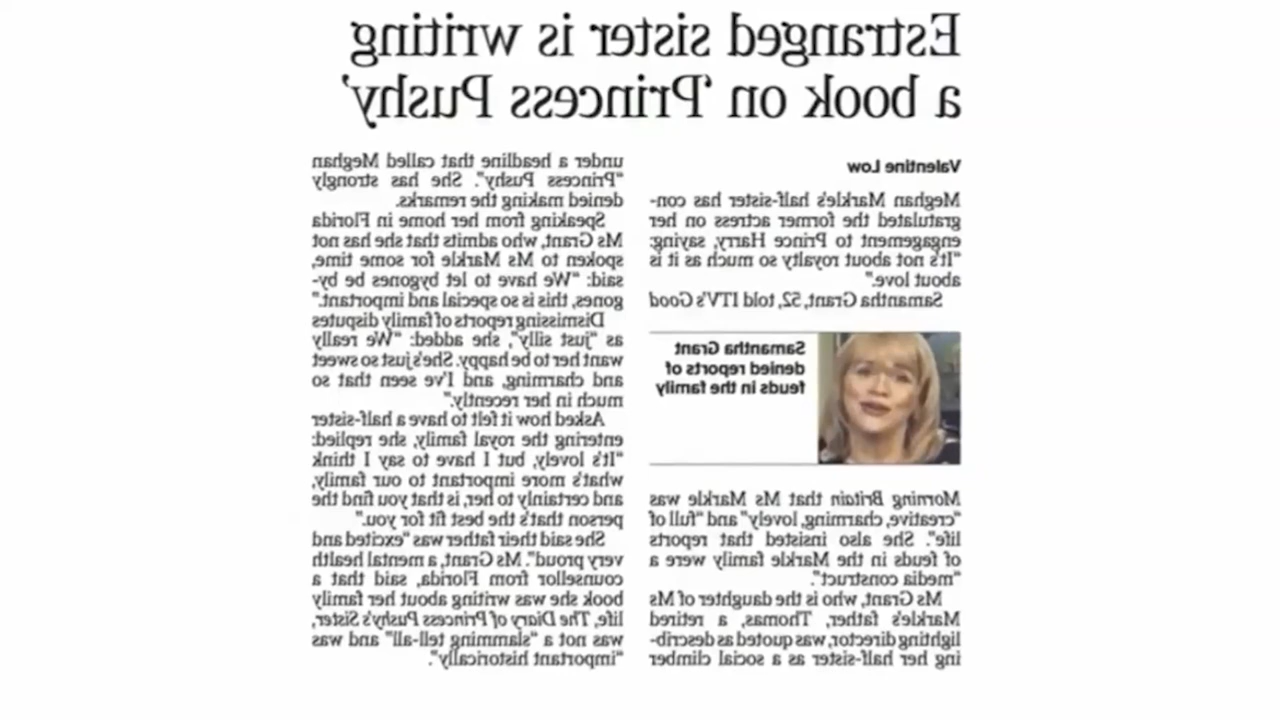 Estranged sister is writing
a book on 'Princess Pushy'
Valentine Low
Meghan Markle's half-sister has con-
gratulated the former actress on her
engagement to Prince Harry, saying:
"It's not about royalty so much as it is
about love."
Samantha Grant, 52, told ITV's Good
Samantha Grant
denied reports of
feuds in the family
Morning Britain that Ms Markle was
"creative, charming, lovely" and "full of
life". She also insisted that reports
of feuds in the Markle family were a
"media construct".
Ms Grant, who is the daughter of Ms
Markle's father, Thomas, a retired
lighting director, was quoted as describ-
ing her half-sister as a social climber
under a headline that called Meghan
"Princess Pushy". She has strongly
denied making the remarks.
Speaking from her home in Florida
Ms Grant, who admits that she has not
spoken to Ms Markle for some time,
said: "We have to let bygones be by-
gones, this is so special and important."
Dismissing reports of family disputes
as "just silly", she added: "We really
want her to be happy. She's just so sweet
and charming, and I've seen that so
much in her recently."
Asked how it felt to have a half-sister
entering the royal family, she replied:
"It's lovely, but I have to say I think
what's more important to our family,
and certainly to her, is that you find the
person that's the best fit for you."
She said their father was "excited and
very proud". Ms Grant, a mental health
counsellor from Florida, said that a
book she was writing about her family
life, The Diary of Princess Pushy's Sister,
was not a "slamming tell-all" and was
"important historically".